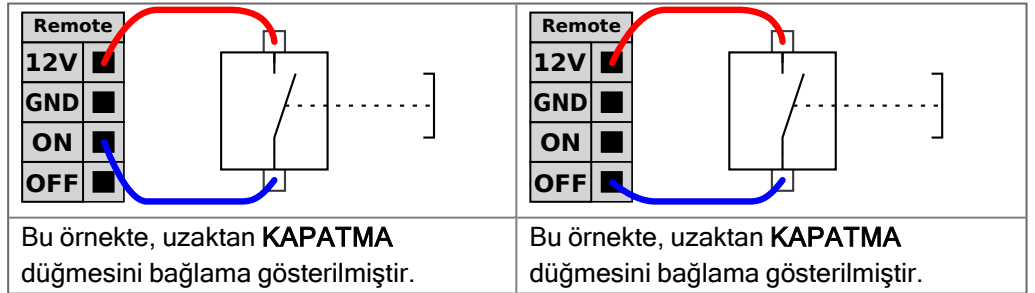 Remote
12V
GND
ON
OFF
Bu örnekte, uzaktan KAPATMA
düğmesini bağlama gösterilmiştir.
Remote
12V
GND
ON
OFF
Bu örnekte, uzaktan KAPATMA
düğmesini bağlama gösterilmiştir.